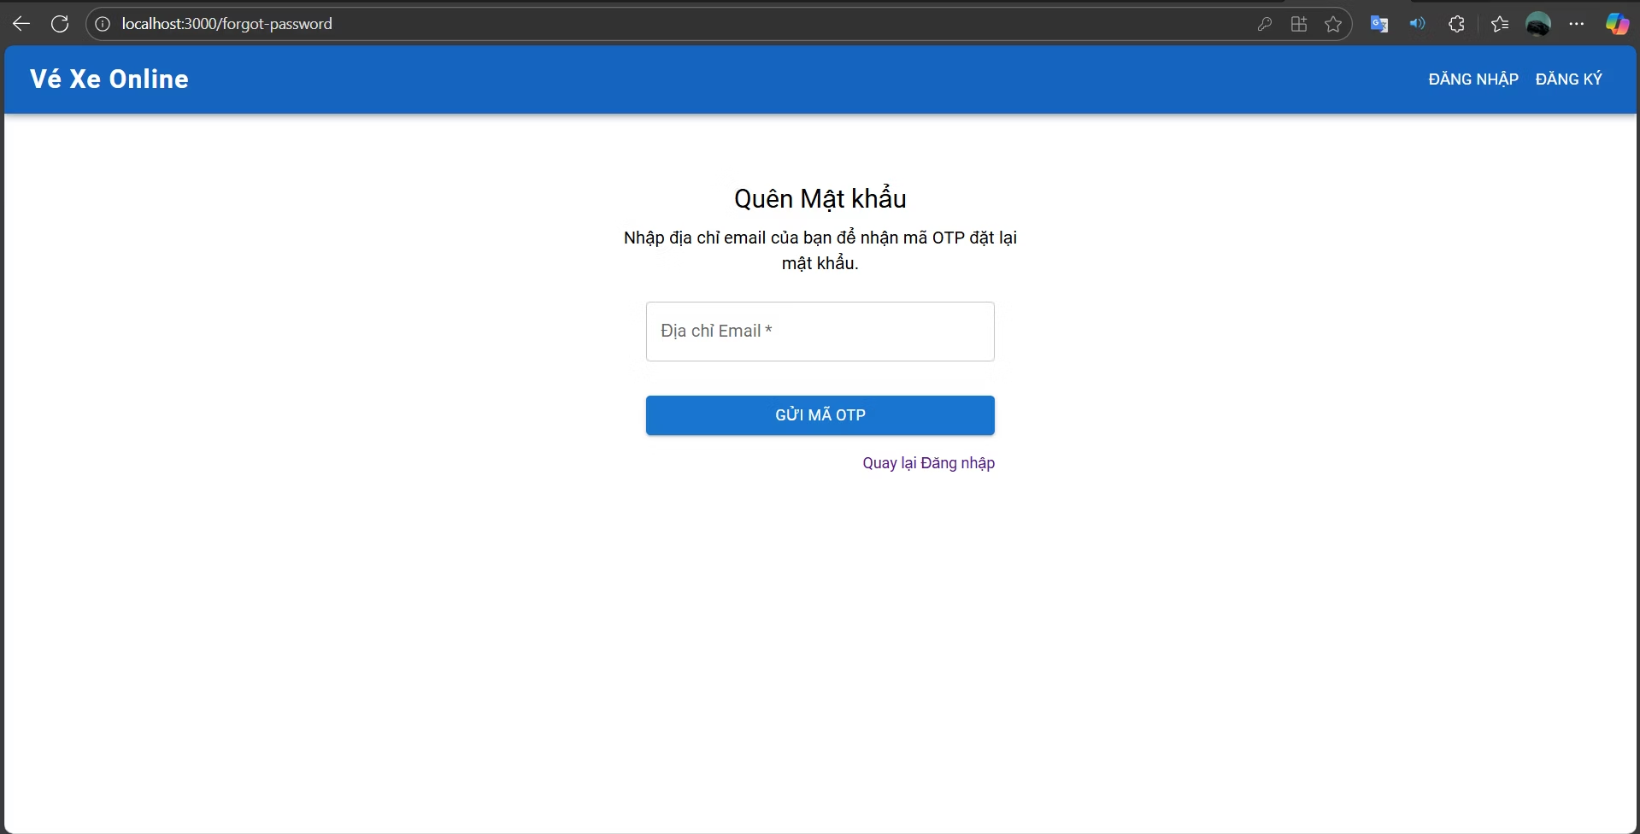 localhost:3000/forgot-password
Vé Xe Online
ĐĂNG NHẬP ĐĂNG KÝ
Quên Mật khẩu
Nhập địa chỉ email của bạn để nhận mã OTP đặt lại
mật khẩu.
Địa chỉ Email *
GỬI MÃ OTP
Quay lại Đăng nhập